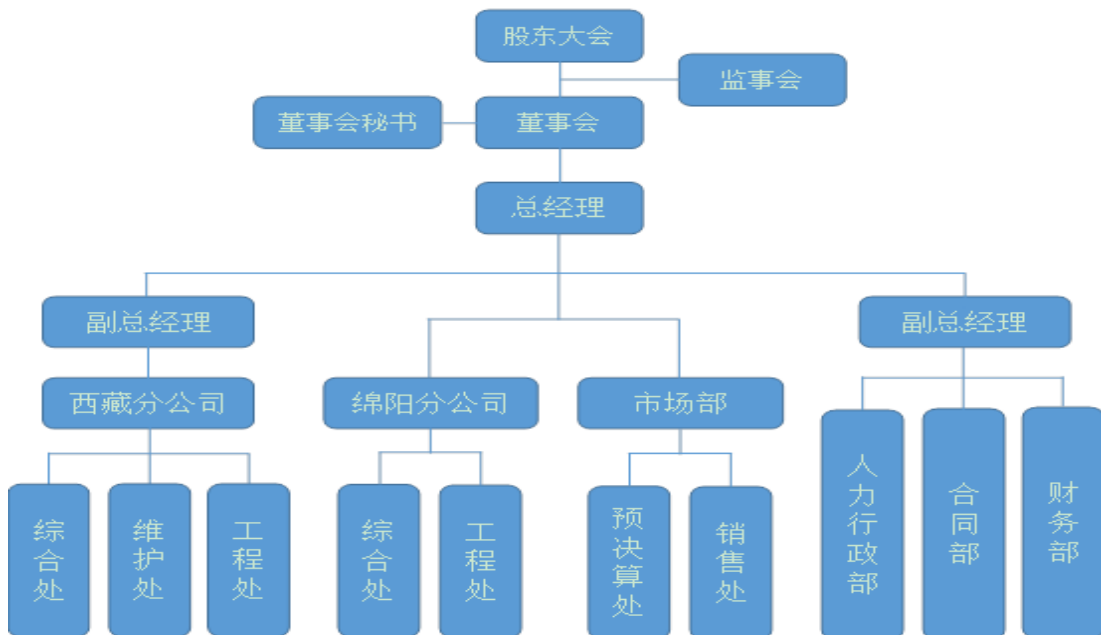 股东大会
监事会
董事会秘书
董事会
总经理
副总经理
副总经理
西藏分公司
绵阳分公司
市场部
人力行政部
合同部
财务部
综合处
维护处
工程处
综合处
工程处
预决算处
销售处